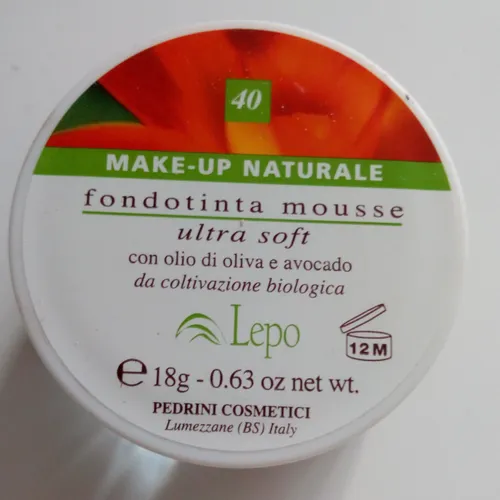 40
MAKE-UP NATURALE
fondotinta mousse
ultra soft
con olio di oliva e avocado
da coltivazione biologica
Lepo
12M
℮ 18g - 0.63 oz net wt.
PEDRINI COSMETICI
Lumezzane (BS) Italy